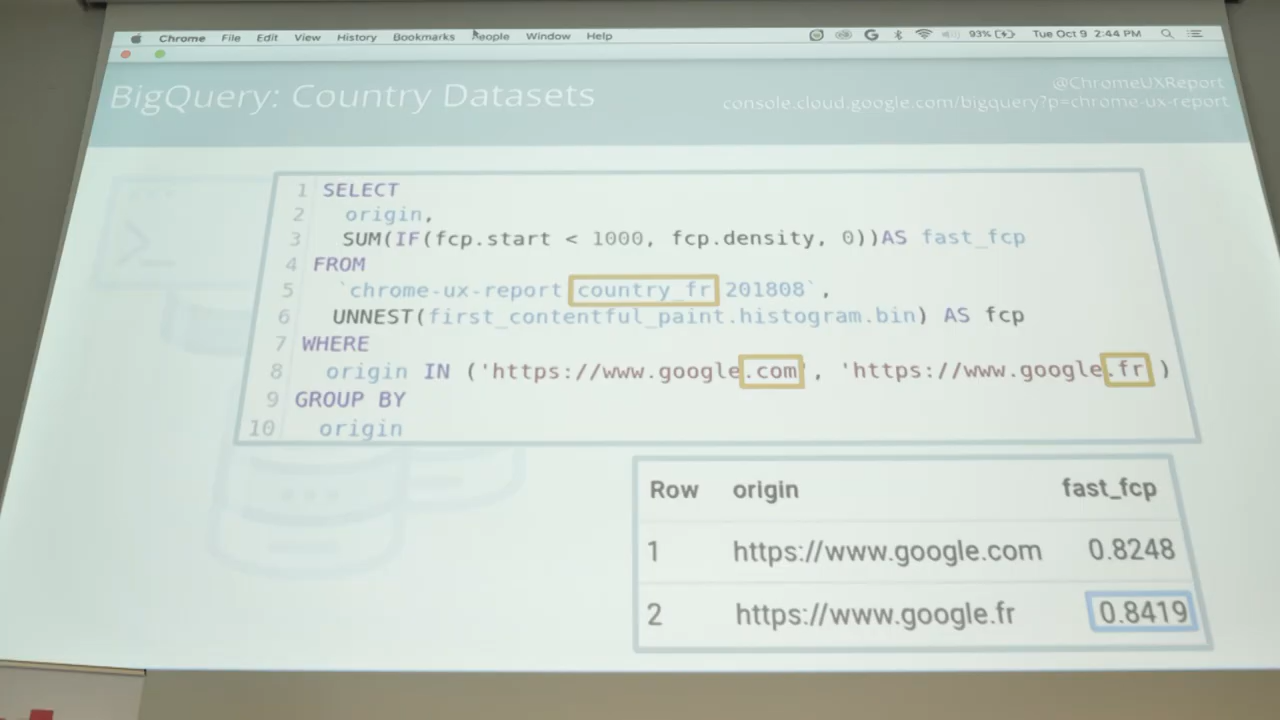 Chrome File Edit View History Bookmarks People Window Help 93% Tue Oct 9 2:44 PM
BigQuery: Country Datasets
@ChromeUXReport
console.cloud.google.com/bigquery?p=chrome-ux-report
1 SELECT
2 origin,
3 SUM(IF(fcp.start < 1000, fcp.density, 0))AS fast_fcp
4 FROM
5 `chrome-ux-report country_fr 201808`,
6 UNNEST(first_contentful_paint.histogram.bin) AS fcp
7 WHERE
8 origin IN ('https://www.google.com', 'https://www.google.fr )
9 GROUP BY
10 origin
Row origin fast_fcp
1 https://www.google.com 0.8248
2 https://www.google.fr 0.8419